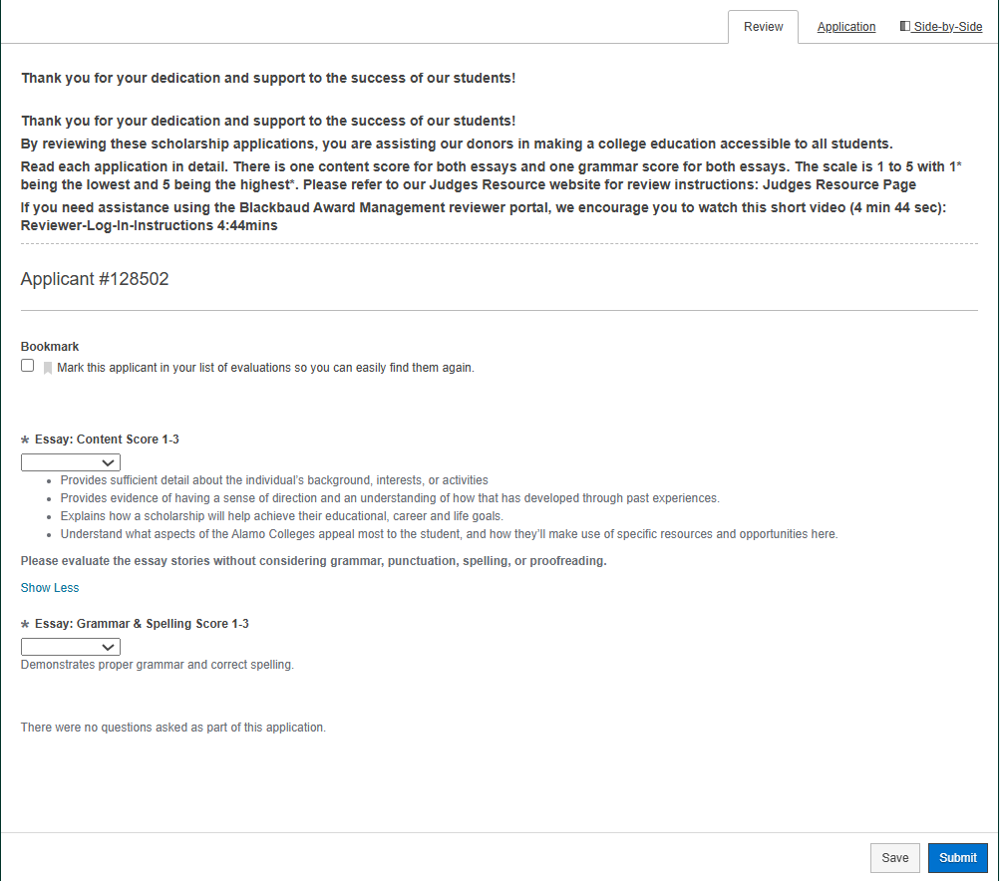 Review
Application
Side-by-Side
Thank you for your dedication and support to the success of our students!
Thank you for your dedication and support to the success of our students!
By reviewing these scholarship applications, you are assisting our donors in making a college education accessible to all students.
Read each application in detail. There is one content score for both essays and one grammar score for both essays. The scale is 1 to 5 with 1*
being the lowest and 5 being the highest*. Please refer to our Judges Resource website for review instructions: Judges Resource Page
If you need assistance using the Blackbaud Award Management reviewer portal, we encourage you to watch this short video (4 min 44 sec):
Reviewer-Log-In-Instructions 4:44mins
Applicant #128502
Bookmark
Mark this applicant in your list of evaluations so you can easily find them again.
* Essay: Content Score 1-3
• Provides sufficient detail about the individual's background, interests, or activities
• Provides evidence of having a sense of direction and an understanding of how that has developed through past experiences.
• Explains how a scholarship will help achieve their educational, career and life goals.
• Understand what aspects of the Alamo Colleges appeal most to the student, and how they'll make use of specific resources and opportunities here.
Please evaluate the essay stories without considering grammar, punctuation, spelling, or proofreading.
Show Less
* Essay: Grammar & Spelling Score 1-3
Demonstrates proper grammar and correct spelling.
There were no questions asked as part of this application.
Save
Submit